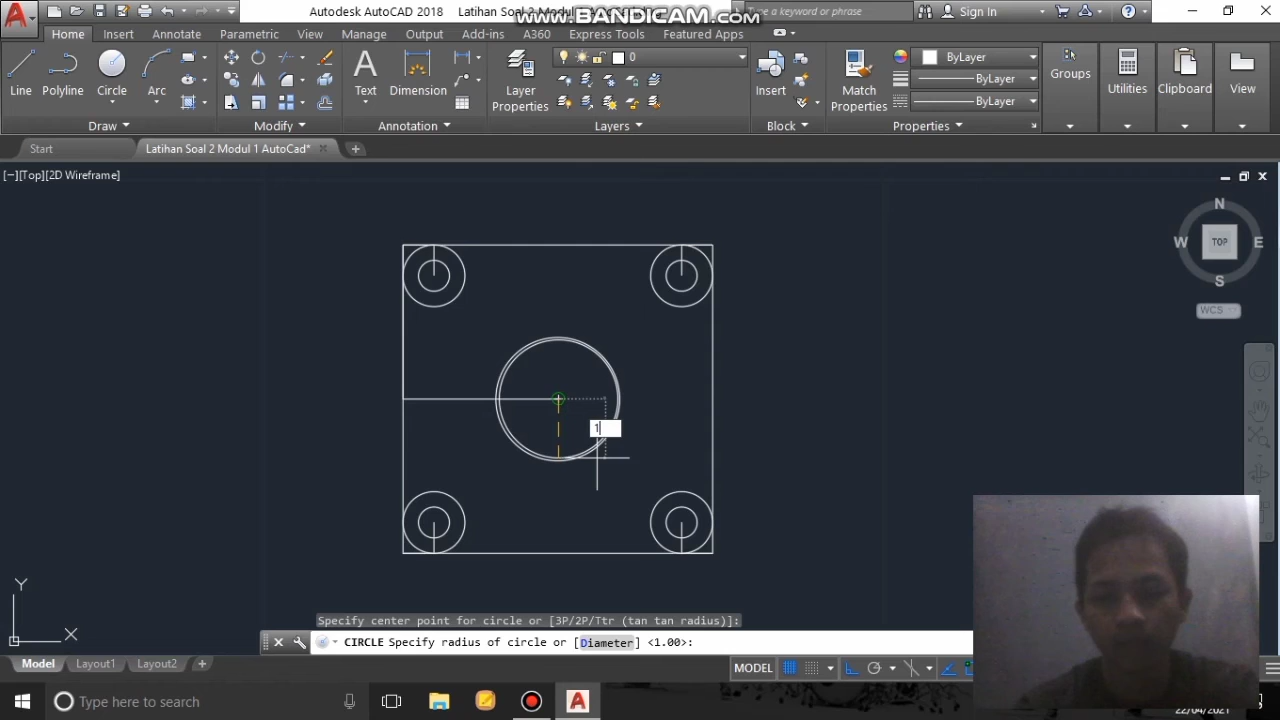 Autodesk AutoCAD 2018 Latihan Soal 2 Modul 1
www.BANDICAM.com
Type a keyword or phrase
Sign In
Home Insert Annotate Parametric View Manage Output Add-ins A360 Express Tools Featured Apps
Line Polyline Circle Arc
Text Dimension
Layer
Properties
0
Insert
Match
Properties
ByLayer
ByLayer
ByLayer
Groups Utilities Clipboard View
Draw Modify Annotation Layers Block Properties
Start Latihan Soal 2 Modul 1 AutoCad*
[−][Top][2D Wireframe]
N
W TOP E
S
WCS
1
Y
X
Specify center point for circle or [3P/2P/Ttr (tan tan radius)]:
CIRCLE Specify radius of circle or [Diameter] <1.00>:
Model Layout1 Layout2
MODEL
Type here to search
22/04/2021